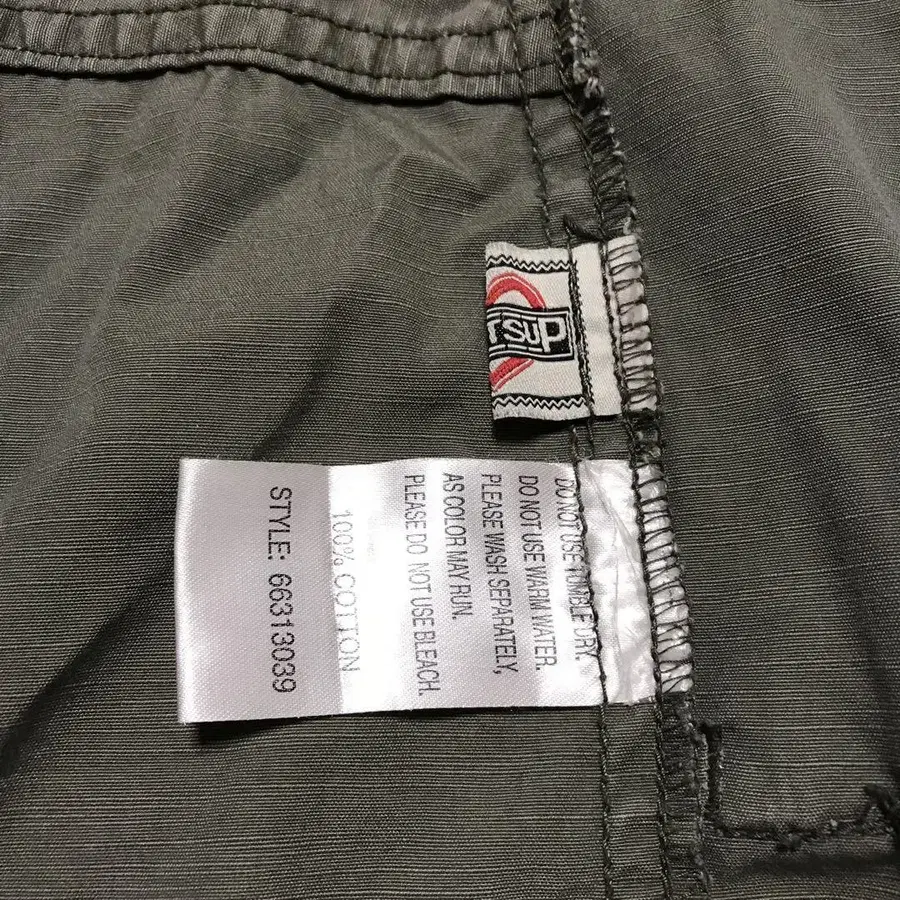 TSUP
DO NOT USE TUMBLE DRY.
DO NOT USE WARM WATER.
PLEASE WASH SEPARATELY,
AS COLOR MAY RUN.
PLEASE DO NOT USE BLEACH.
100% COTTON
STYLE: 66313039